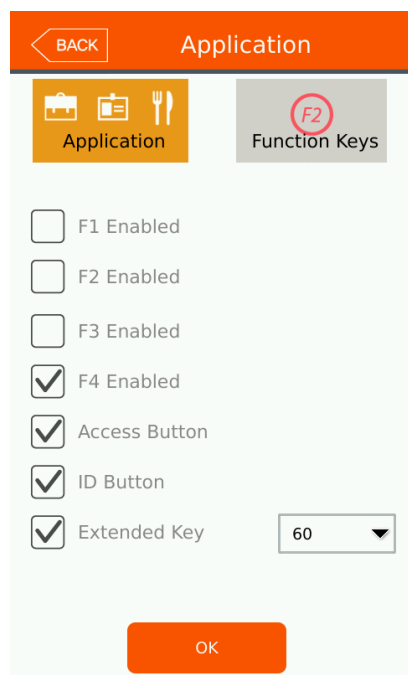 BACK
Application
Application
F2
Function Keys
F1 Enabled
F2 Enabled
F3 Enabled
F4 Enabled
Access Button
ID Button
Extended Key
60
OK